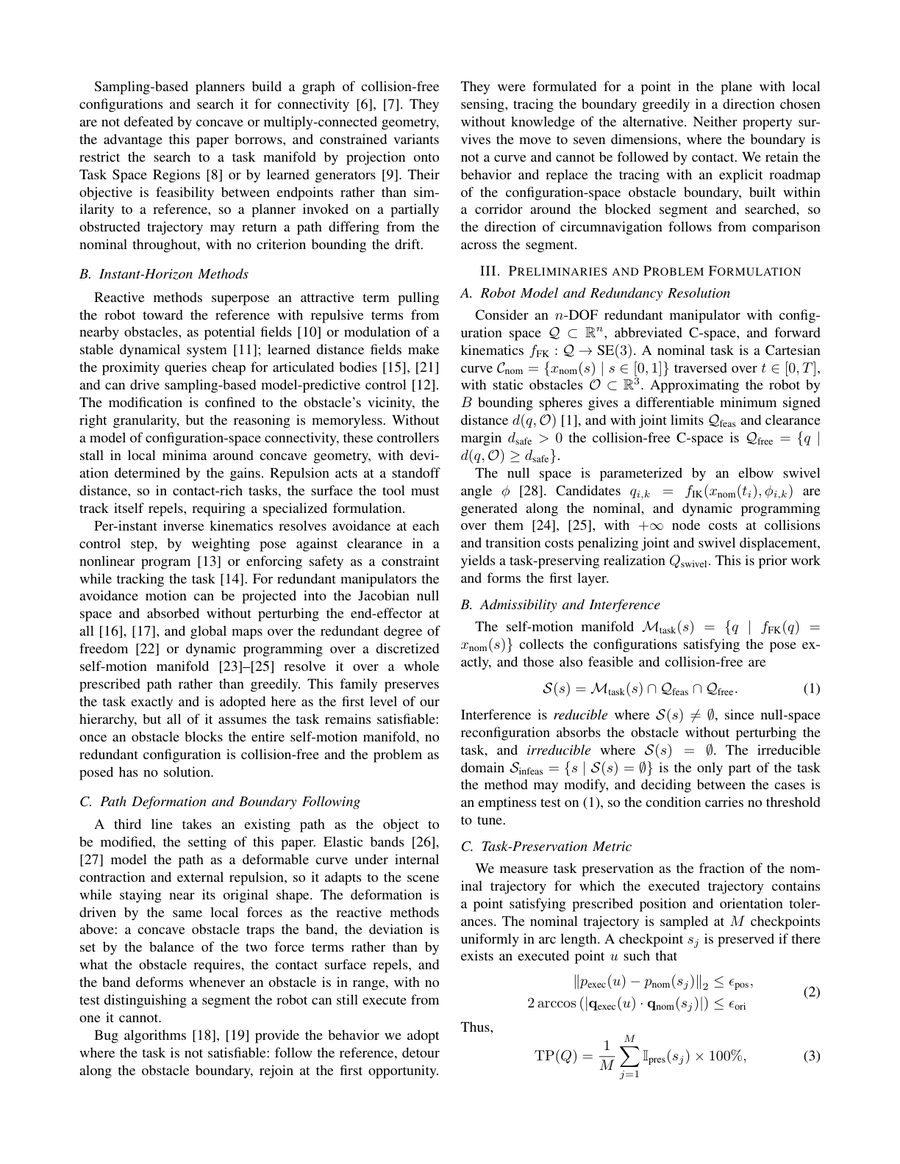 Sampling-based planners build a graph of collision-free
configurations and search it for connectivity [6], [7]. They
are not defeated by concave or multiply-connected geometry,
the advantage this paper borrows, and constrained variants
restrict the search to a task manifold by projection onto
Task Space Regions [8] or by learned generators [9]. Their
objective is feasibility between endpoints rather than sim-
ilarity to a reference, so a planner invoked on a partially
obstructed trajectory may return a path differing from the
nominal throughout, with no criterion bounding the drift.
B. Instant-Horizon Methods
Reactive methods superpose an attractive term pulling
the robot toward the reference with repulsive terms from
nearby obstacles, as potential fields [10] or modulation of a
stable dynamical system [11]; learned distance fields make
the proximity queries cheap for articulated bodies [15], [21]
and can drive sampling-based model-predictive control [12].
The modification is confined to the obstacle's vicinity, the
right granularity, but the reasoning is memoryless. Without
a model of configuration-space connectivity, these controllers
stall in local minima around concave geometry, with devi-
ation determined by the gains. Repulsion acts at a standoff
distance, so in contact-rich tasks, the surface the tool must
track itself repels, requiring a specialized formulation.
Per-instant inverse kinematics resolves avoidance at each
control step, by weighting pose against clearance in a
nonlinear program [13] or enforcing safety as a constraint
while tracking the task [14]. For redundant manipulators the
avoidance motion can be projected into the Jacobian null
space and absorbed without perturbing the end-effector at
all [16], [17], and global maps over the redundant degree of
freedom [22] or dynamic programming over a discretized
self-motion manifold [23]–[25] resolve it over a whole
prescribed path rather than greedily. This family preserves
the task exactly and is adopted here as the first level of our
hierarchy, but all of it assumes the task remains satisfiable:
once an obstacle blocks the entire self-motion manifold, no
redundant configuration is collision-free and the problem as
posed has no solution.
C. Path Deformation and Boundary Following
A third line takes an existing path as the object to
be modified, the setting of this paper. Elastic bands [26],
[27] model the path as a deformable curve under internal
contraction and external repulsion, so it adapts to the scene
while staying near its original shape. The deformation is
driven by the same local forces as the reactive methods
above: a concave obstacle traps the band, the deviation is
set by the balance of the two force terms rather than by
what the obstacle requires, the contact surface repels, and
the band deforms whenever an obstacle is in range, with no
test distinguishing a segment the robot can still execute from
one it cannot.
Bug algorithms [18], [19] provide the behavior we adopt
where the task is not satisfiable: follow the reference, detour
along the obstacle boundary, rejoin at the first opportunity.
They were formulated for a point in the plane with local
sensing, tracing the boundary greedily in a direction chosen
without knowledge of the alternative. Neither property sur-
vives the move to seven dimensions, where the boundary is
not a curve and cannot be followed by contact. We retain the
behavior and replace the tracing with an explicit roadmap
of the configuration-space obstacle boundary, built within
a corridor around the blocked segment and searched, so
the direction of circumnavigation follows from comparison
across the segment.
III. PRELIMINARIES AND PROBLEM FORMULATION
A. Robot Model and Redundancy Resolution
Consider an n-DOF redundant manipulator with config-
uration space 𝒬 ⊂ ℝⁿ, abbreviated C-space, and forward
kinematics f_FK : 𝒬 → SE(3). A nominal task is a Cartesian
curve 𝒞_nom = {x_nom(s) | s ∈ [0, 1]} traversed over t ∈ [0, T],
with static obstacles 𝒪 ⊂ ℝ³. Approximating the robot by
B bounding spheres gives a differentiable minimum signed
distance d(q, 𝒪) [1], and with joint limits 𝒬_feas and clearance
margin d_safe > 0 the collision-free C-space is 𝒬_free = {q |
d(q, 𝒪) ≥ d_safe}.
The null space is parameterized by an elbow swivel
angle ϕ [28]. Candidates q_{i,k} = f_IK(x_nom(t_i), ϕ_{i,k}) are
generated along the nominal, and dynamic programming
over them [24], [25], with +∞ node costs at collisions
and transition costs penalizing joint and swivel displacement,
yields a task-preserving realization Q_swivel. This is prior work
and forms the first layer.
B. Admissibility and Interference
The self-motion manifold ℳ_task(s) = {q | f_FK(q) =
x_nom(s)} collects the configurations satisfying the pose ex-
actly, and those also feasible and collision-free are
𝒮(s) = ℳ_task(s) ∩ 𝒬_feas ∩ 𝒬_free. (1)
Interference is reducible where 𝒮(s) ≠ ∅, since null-space
reconfiguration absorbs the obstacle without perturbing the
task, and irreducible where 𝒮(s) = ∅. The irreducible
domain 𝒮_infeas = {s | 𝒮(s) = ∅} is the only part of the task
the method may modify, and deciding between the cases is
an emptiness test on (1), so the condition carries no threshold
to tune.
C. Task-Preservation Metric
We measure task preservation as the fraction of the nom-
inal trajectory for which the executed trajectory contains
a point satisfying prescribed position and orientation toler-
ances. The nominal trajectory is sampled at M checkpoints
uniformly in arc length. A checkpoint s_j is preserved if there
exists an executed point u such that
‖p_exec(u) − p_nom(s_j)‖₂ ≤ ϵ_pos,
2 arccos (|𝐪_exec(u) · 𝐪_nom(s_j)|) ≤ ϵ_ori (2)
Thus,
TP(Q) = 1/M ∑_{j=1}^{M} 𝕀_pres(s_j) × 100%, (3)